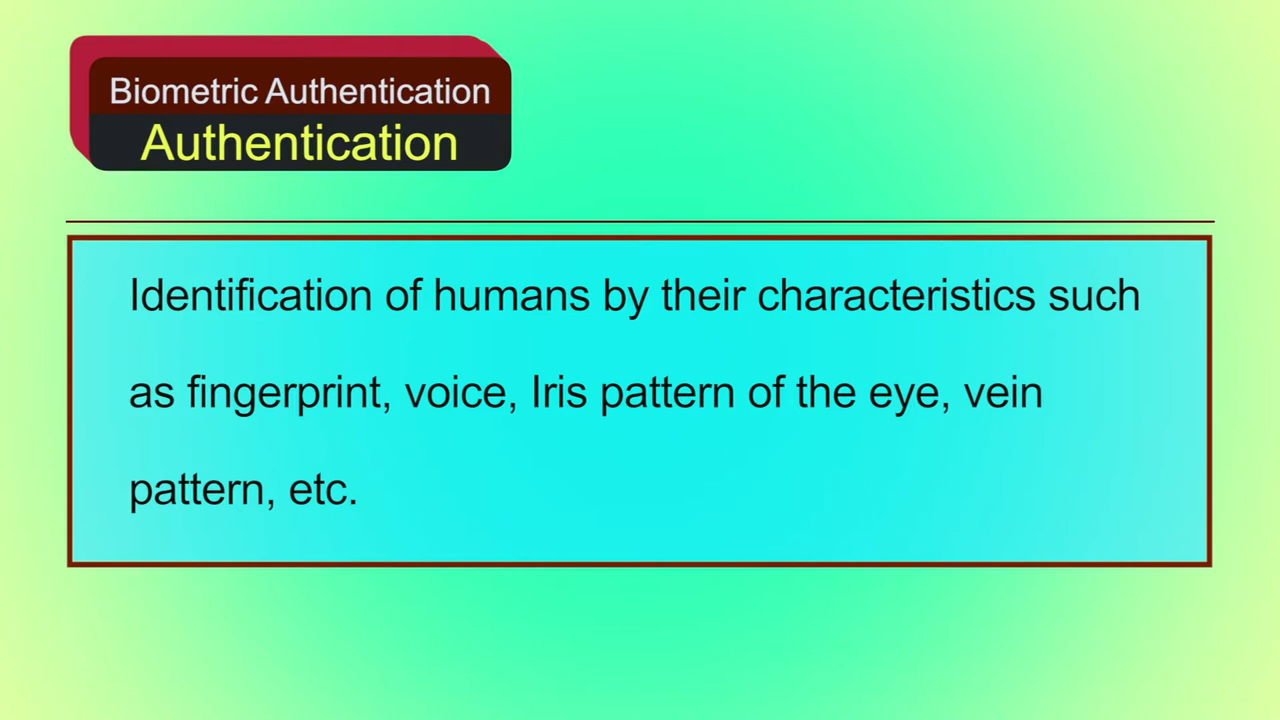 Biometric Authentication
Authentication
Identification of humans by their characteristics such
as fingerprint, voice, Iris pattern of the eye, vein
pattern, etc.